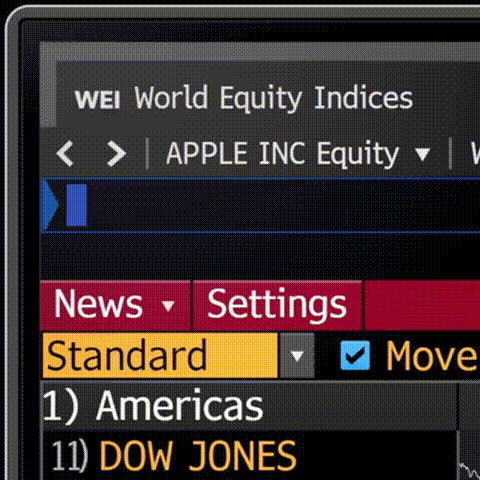 WEI World Equity Indices
< > | APPLE INC Equity ▾ |
News ▾ Settings
Standard ▾ ☑ Move
1) Americas
11) DOW JONES